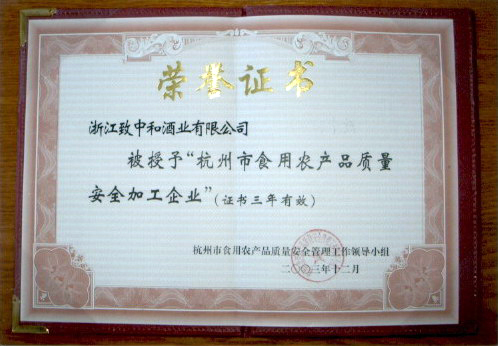 荣誉证书
浙江致中和酒业有限公司
被授予“杭州市食用农产品质量
安全加工企业”(证书三年有效)
杭州市食用农产品质量安全管理工作领导小组
二〇〇三年十二月